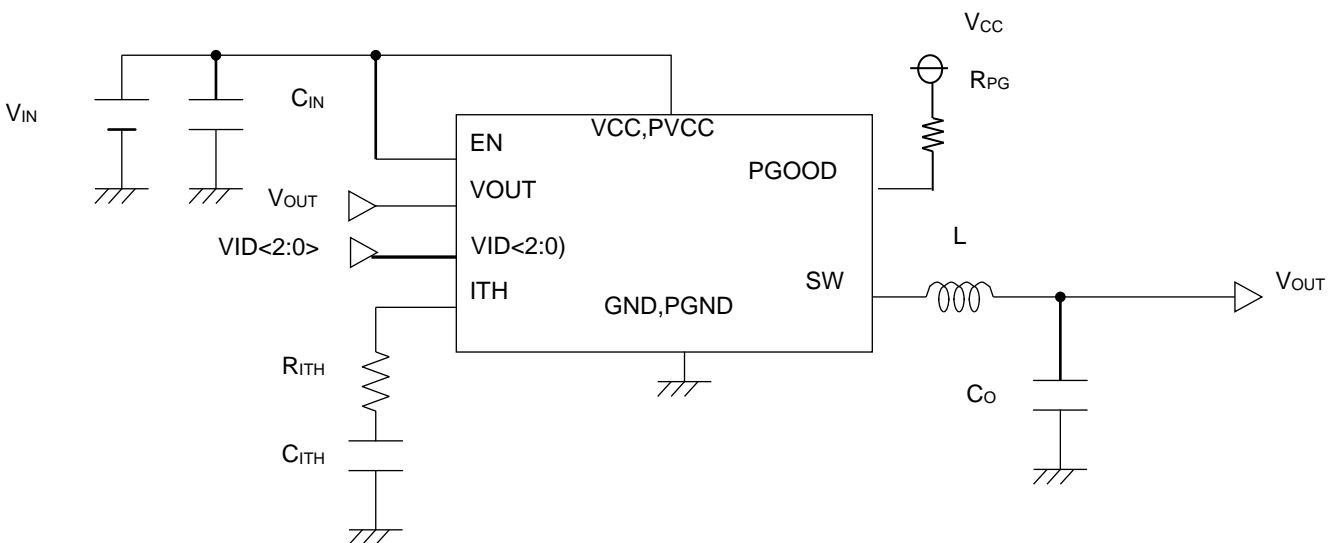 VCC
RPG
VIN
CIN
VCC,PVCC
EN
PGOOD
VOUT
VOUT
VID<2:0>
VID<2:0)
L
ITH
SW
VOUT
GND,PGND
RITH
CO
CITH